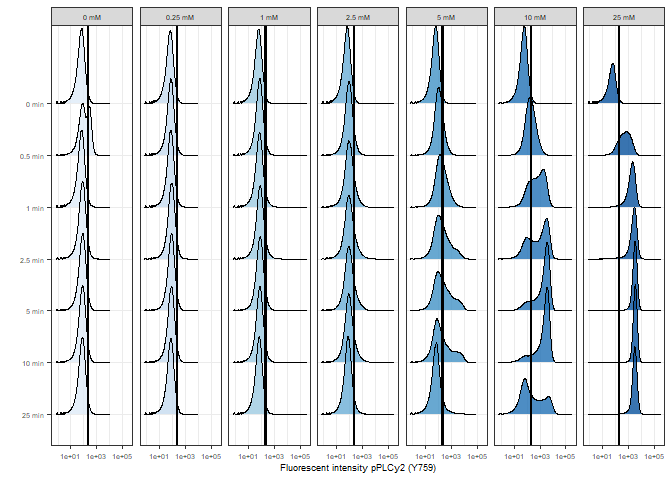 0 mM 0.25 mM 1 mM 2.5 mM 5 mM 10 mM 25 mM
0 min
0.5 min
1 min
2.5 min
5 min
10 min
25 min
1e+01 1e+03 1e+05 1e+01 1e+03 1e+05 1e+01 1e+03 1e+05 1e+01 1e+03 1e+05 1e+01 1e+03 1e+05 1e+01 1e+03 1e+05 1e+01 1e+03 1e+05
Fluorescent intensity pPLCy2 (Y759)